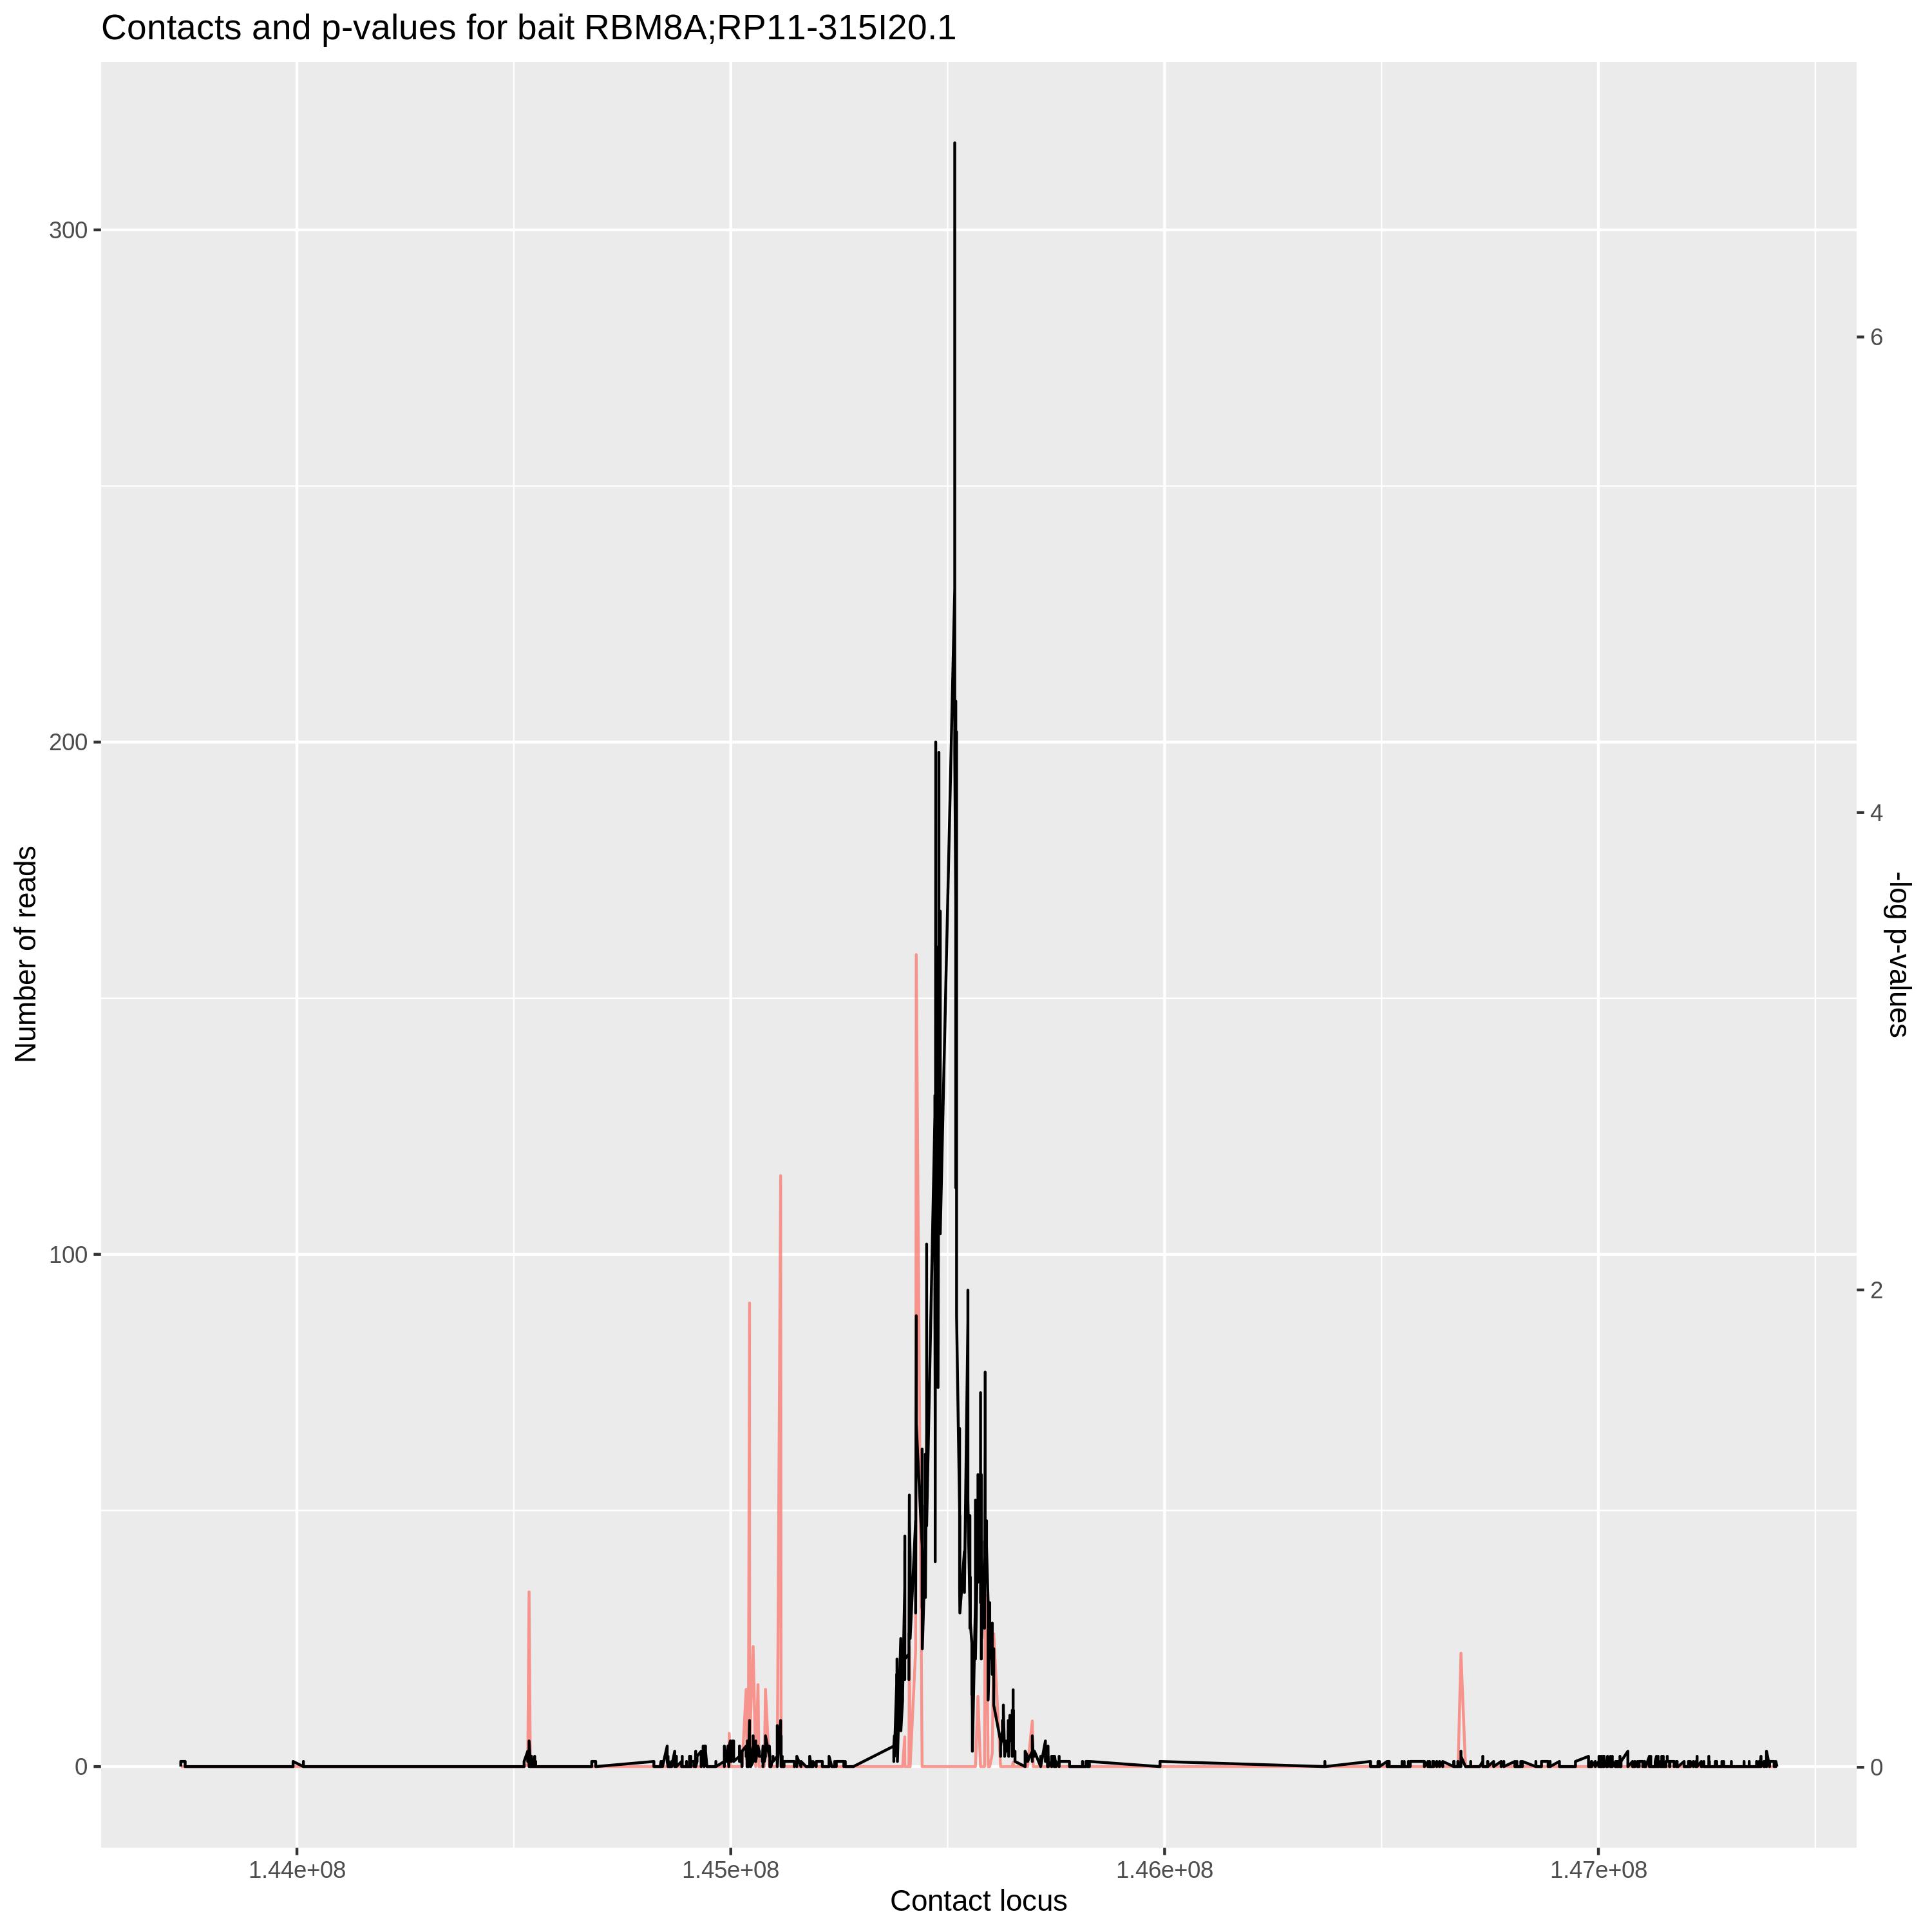 Contacts and p-values for bait RBM8A;RP11-315I20.1
300
200
100
0
Number of reads
6
4
2
0
-log p-values
1.44e+08
1.45e+08
1.46e+08
1.47e+08
Contact locus